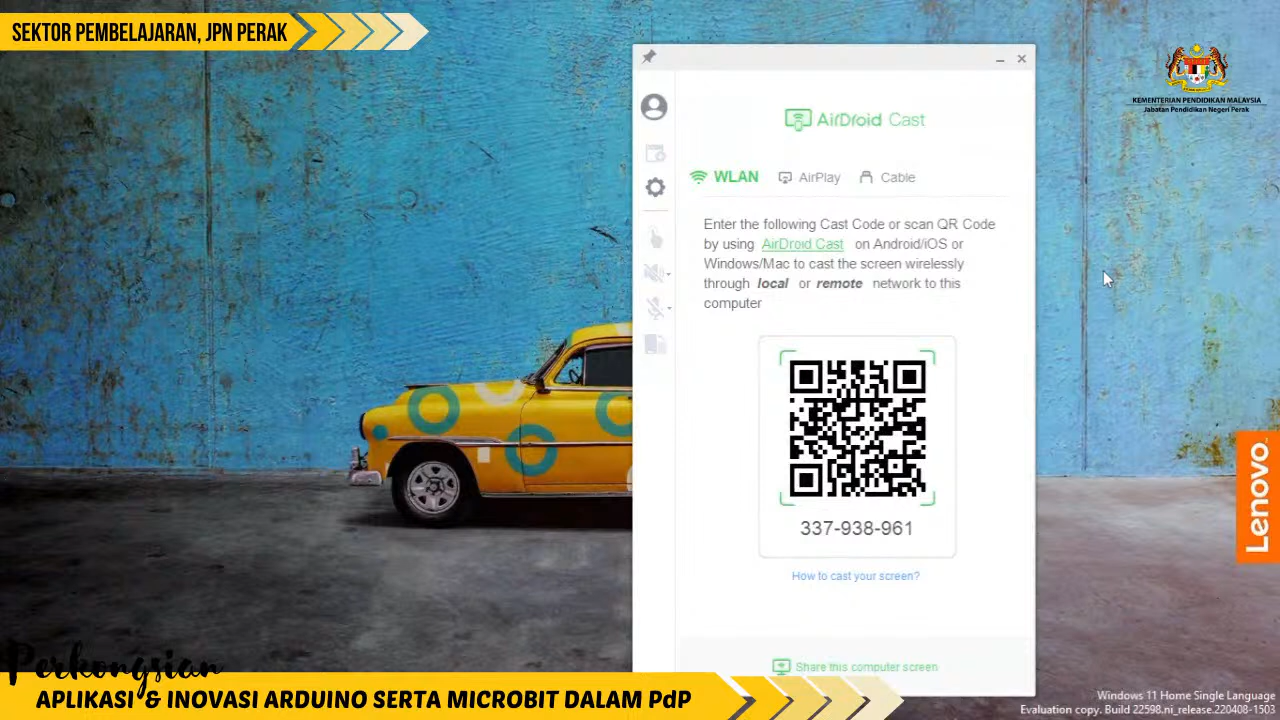 SEKTOR PEMBELAJARAN, JPN PERAK
KEMENTERIAN PENDIDIKAN MALAYSIA
Jabatan Pendidikan Negeri Perak
AirDroid Cast
WLAN
AirPlay
Cable
Enter the following Cast Code or scan QR Code
by using AirDroid Cast on Android/iOS or
Windows/Mac to cast the screen wirelessly
through local or remote network to this
computer
337-938-961
How to cast your screen?
Share this computer screen
Lenovo
Perkongsian
APLIKASI & INOVASI ARDUINO SERTA MICROBIT DALAM PdP
Windows 11 Home Single Language
Evaluation copy. Build 22598.ni_release.220408-1503